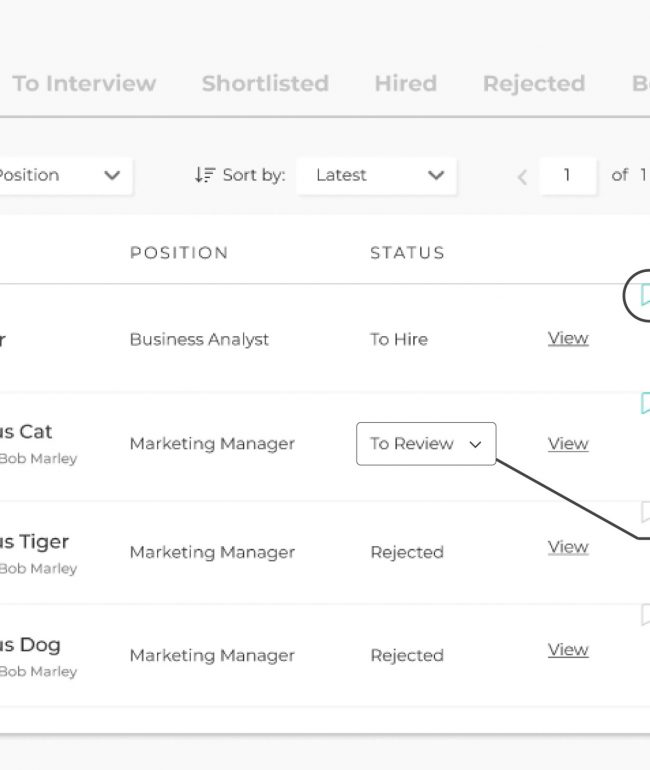 To Interview Shortlisted Hired Rejected
Position Sort by: Latest 1 of 1
POSITION STATUS
Business Analyst To Hire View
us Cat
Bob Marley
Marketing Manager To Review View
us Tiger
Bob Marley
Marketing Manager Rejected View
us Dog
Bob Marley
Marketing Manager Rejected View